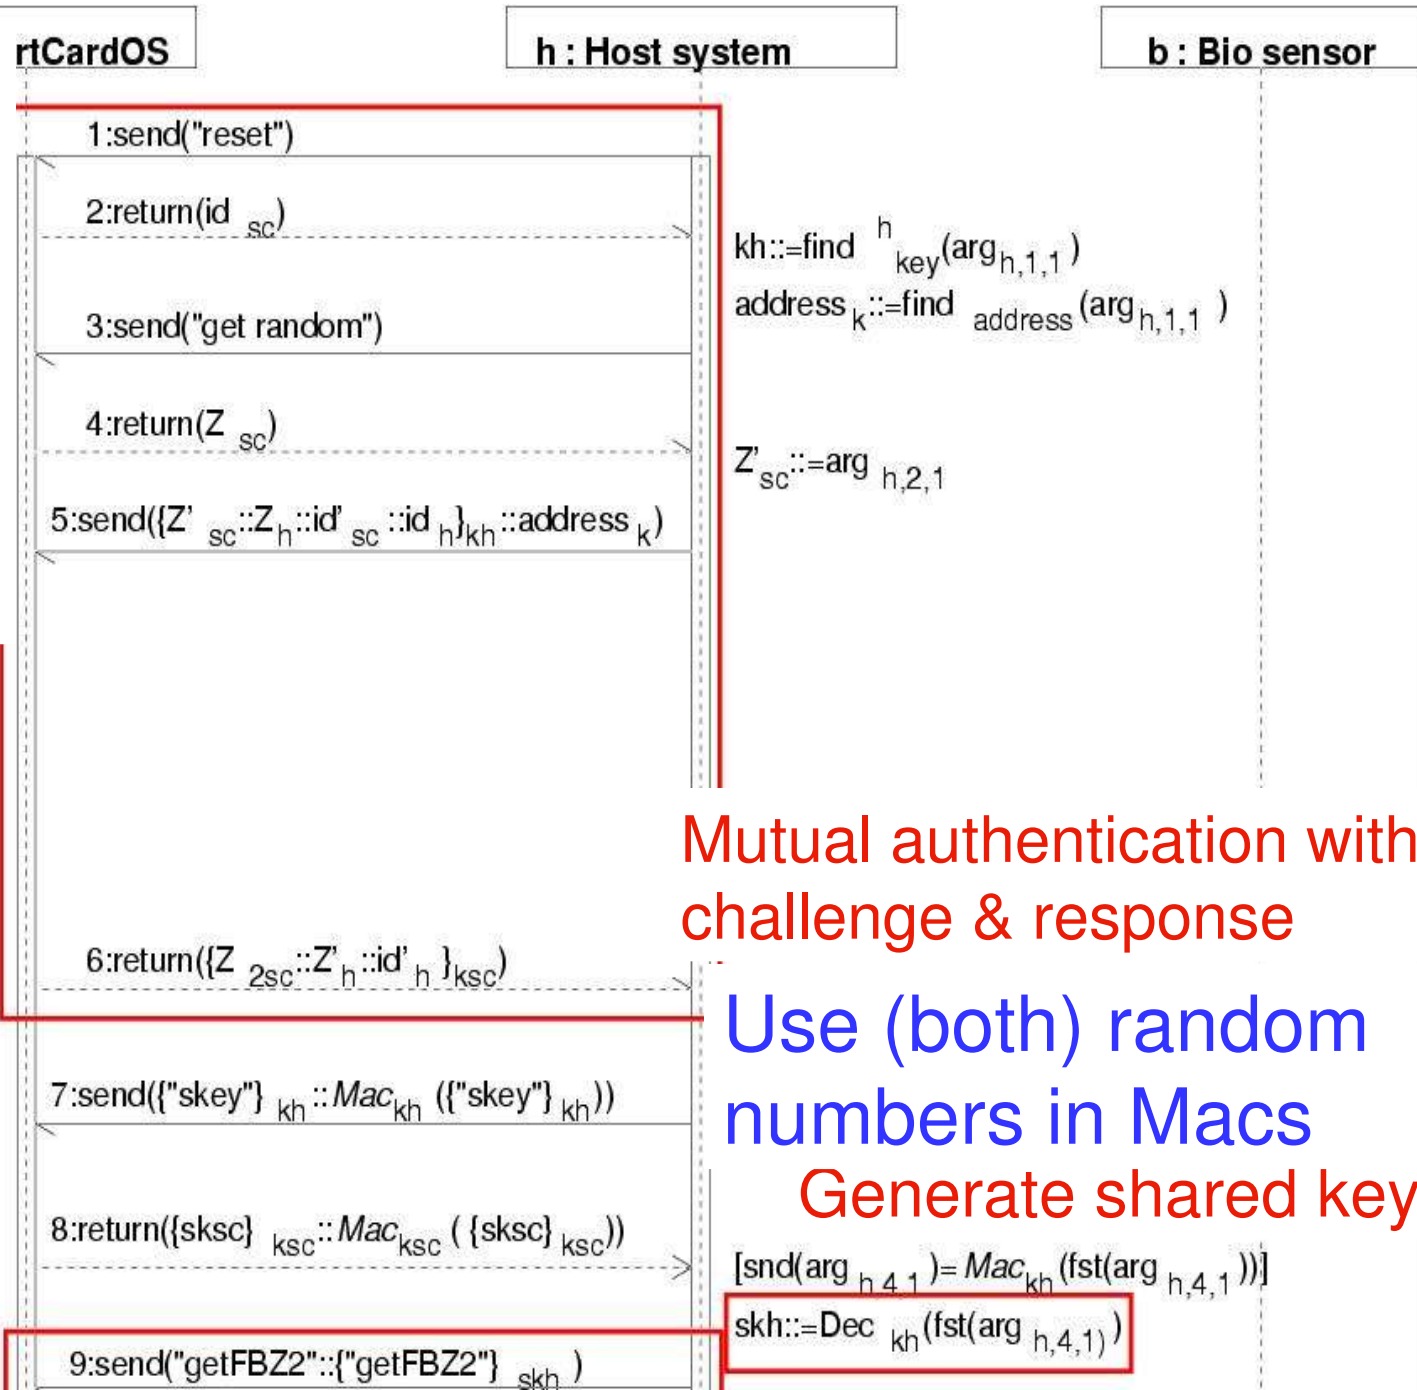 rtCardOS
h : Host system
b : Bio sensor
1:send("reset")
2:return(id sc)
kh::=find h key(arg h,1,1 )
address k::=find address (arg h,1,1 )
3:send("get random")
4:return(Z sc)
Z' sc::=arg h,2,1
5:send({Z' sc::Z h::id' sc ::id h}kh ::address k)
Mutual authentication with
challenge & response
6:return({Z 2sc::Z' h ::id' h }ksc)
Use (both) random
numbers in Macs
7:send({"skey"} kh :: Mac kh ({"skey"} kh))
Generate shared key
8:return({sksc} ksc:: Mac ksc ( {sksc} ksc))
[snd(arg h,4,1 )= Mac kh (fst(arg h,4,1 ))]
skh::=Dec kh (fst(arg h,4,1) )
9:send("getFBZ2"::{"getFBZ2"} skh )